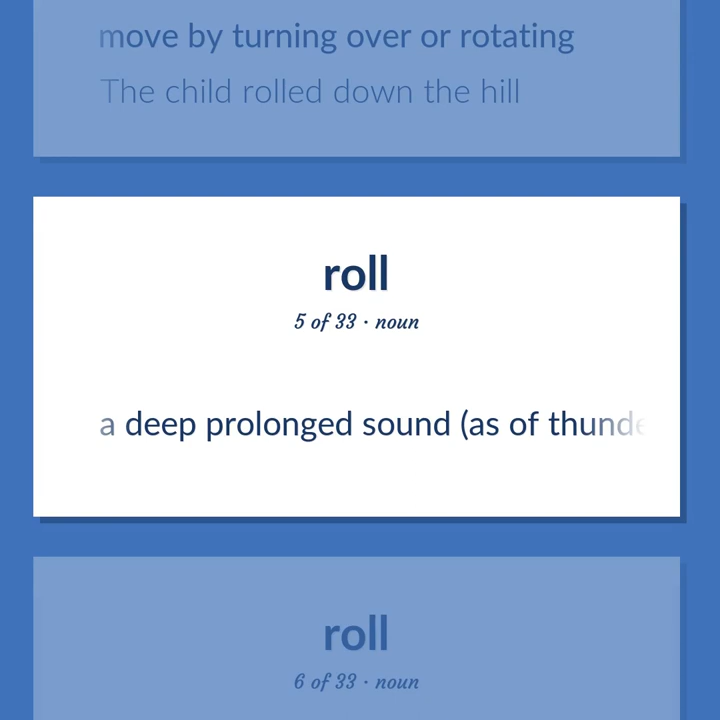 move by turning over or rotating
The child rolled down the hill
roll
5 of 33 · noun
a deep prolonged sound (as of thunde
roll
6 of 33 · noun